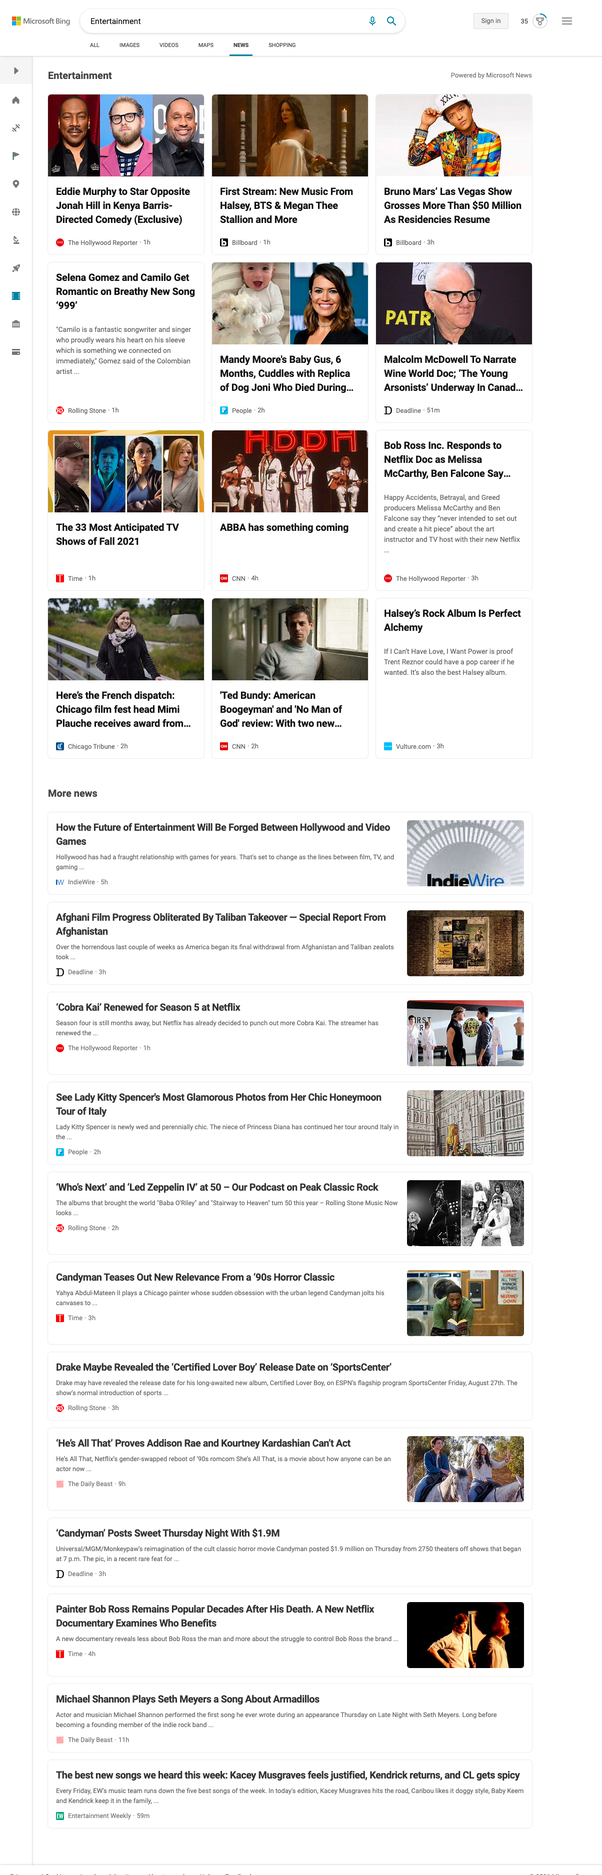 Microsoft Bing
Entertainment
Sign in
35
ALL IMAGES VIDEOS MAPS NEWS SHOPPING
Entertainment
Powered by Microsoft News
Eddie Murphy to Star Opposite
Jonah Hill in Kenya Barris-
Directed Comedy (Exclusive)
The Hollywood Reporter · 1h
First Stream: New Music From
Halsey, BTS & Megan Thee
Stallion and More
Billboard · 1h
Bruno Mars' Las Vegas Show
Grosses More Than $50 Million
As Residencies Resume
Billboard · 3h
Selena Gomez and Camilo Get
Romantic on Breathy New Song
'999'
"Camilo is a fantastic songwriter and singer
who proudly wears his heart on his sleeve
which is something we connected on
immediately," Gomez said of the Colombian
artist ...
Rolling Stone · 1h
Mandy Moore's Baby Gus, 6
Months, Cuddles with Replica
of Dog Joni Who Died During...
People · 2h
PATR
Malcolm McDowell To Narrate
Wine World Doc; 'The Young
Arsonists' Underway In Canad...
Deadline · 51m
The 33 Most Anticipated TV
Shows of Fall 2021
Time · 1h
ABBA
ABBA has something coming
CNN · 4h
Bob Ross Inc. Responds to
Netflix Doc as Melissa
McCarthy, Ben Falcone Say...
Happy Accidents, Betrayal, and Greed
producers Melissa McCarthy and Ben
Falcone say they "never intended to set out
and create a hit piece" about the art
instructor and TV host with their new Netflix
...
The Hollywood Reporter · 3h
Here's the French dispatch:
Chicago film fest head Mimi
Plauche receives award from...
Chicago Tribune · 2h
'Ted Bundy: American
Boogeyman' and 'No Man of
God' review: With two new...
CNN · 2h
Halsey's Rock Album Is Perfect
Alchemy
If I Can't Have Love, I Want Power is proof
Trent Reznor could have a pop career if he
wanted. It's also the best Halsey album.
Vulture.com · 3h
More news
How the Future of Entertainment Will Be Forged Between Hollywood and Video
Games
Hollywood has had a fraught relationship with games for years. That's set to change as the lines between film, TV, and
gaming ...
IndieWire · 5h
IndieWire
Afghani Film Progress Obliterated By Taliban Takeover — Special Report From
Afghanistan
Over the horrendous last couple of weeks as America began its final withdrawal from Afghanistan and Taliban zealots
took ...
Deadline · 3h
'Cobra Kai' Renewed for Season 5 at Netflix
Season four is still months away, but Netflix has already decided to punch out more Cobra Kai. The streamer has
renewed the ...
The Hollywood Reporter · 1h
See Lady Kitty Spencer's Most Glamorous Photos from Her Chic Honeymoon
Tour of Italy
Lady Kitty Spencer is newly wed and perennially chic. The niece of Princess Diana has continued her tour around Italy in
the ...
People · 2h
'Who's Next' and 'Led Zeppelin IV' at 50 – Our Podcast on Peak Classic Rock
The albums that brought the world "Baba O'Riley" and "Stairway to Heaven" turn 50 this year – Rolling Stone Music Now
looks ...
Rolling Stone · 2h
Candyman Teases Out New Relevance From a '90s Horror Classic
Yahya Abdul-Mateen II plays a Chicago painter whose sudden obsession with the urban legend Candyman jolts his
canvases to ...
Time · 3h
Drake Maybe Revealed the 'Certified Lover Boy' Release Date on 'SportsCenter'
Drake may have revealed the release date for his long-awaited new album, Certified Lover Boy, on ESPN's flagship program SportsCenter Friday, August 27th. The
show's normal introduction of sports ...
Rolling Stone · 3h
'He's All That' Proves Addison Rae and Kourtney Kardashian Can't Act
He's All That, Netflix's gender-swapped reboot of '90s romcom She's All That, is a movie about how anyone can be an
actor now ...
The Daily Beast · 9h
'Candyman' Posts Sweet Thursday Night With $1.9M
Universal/MGM/Monkeypaw's reimagination of the cult classic horror movie Candyman posted $1.9 million on Thursday from 2750 theaters off shows that began
at 7 p.m. The pic, in a recent rare feat for ...
Deadline · 3h
Painter Bob Ross Remains Popular Decades After His Death. A New Netflix
Documentary Examines Who Benefits
A new documentary reveals less about Bob Ross the man and more about the struggle to control Bob Ross the brand ...
Time · 4h
Michael Shannon Plays Seth Meyers a Song About Armadillos
Actor and musician Michael Shannon performed the first song he ever wrote during an appearance Thursday on Late Night with Seth Meyers. Long before
becoming a founding member of the indie rock band ...
The Daily Beast · 11h
The best new songs we heard this week: Kacey Musgraves feels justified, Kendrick returns, and CL gets spicy
Every Friday, EW's music team runs down the five best songs of the week. In today's edition, Kacey Musgraves hits the road, Caribou likes it doggy style, Baby Keem
and Kendrick keep it in the family, ...
Entertainment Weekly · 59m